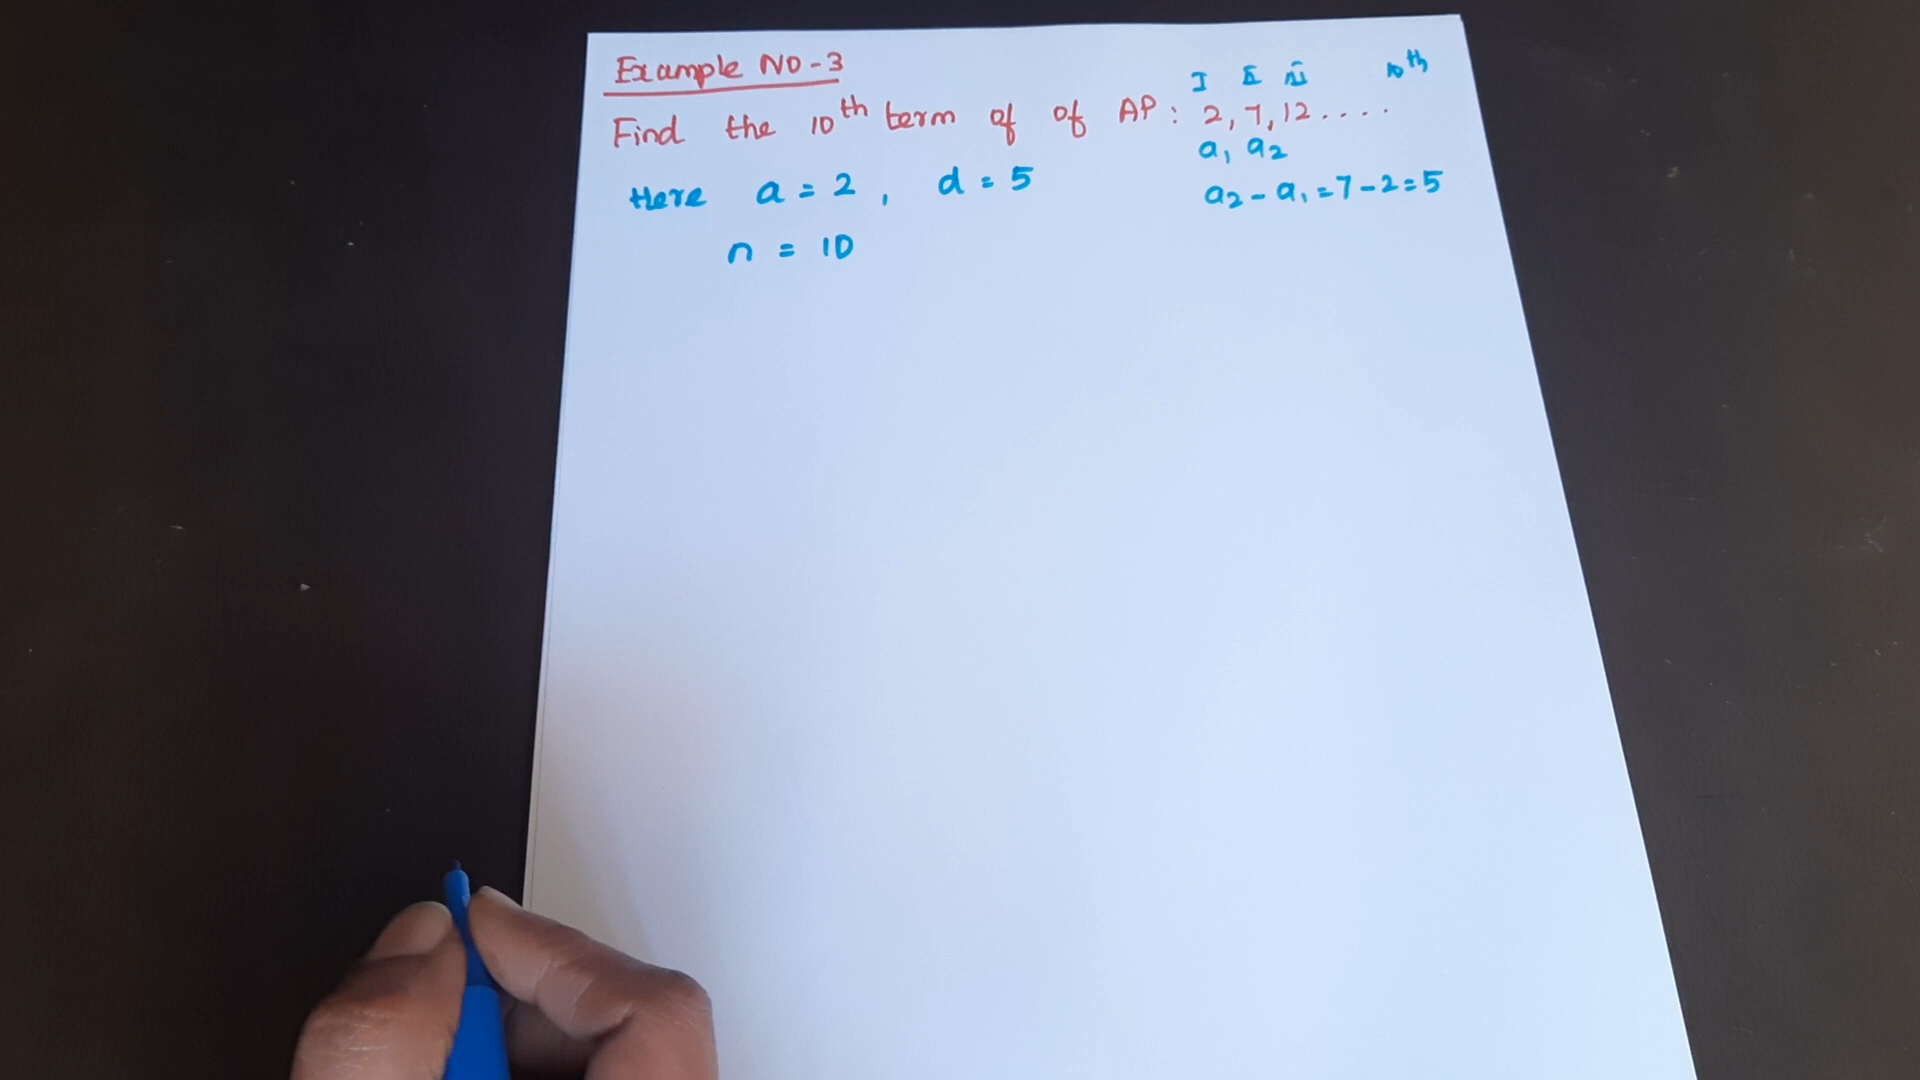 Example NO-3
I II III 10th
Find the 10th term of of AP: 2, 7, 12....
a1 a2
Here a = 2, d = 5
a2 - a1 = 7 - 2 = 5
n = 10